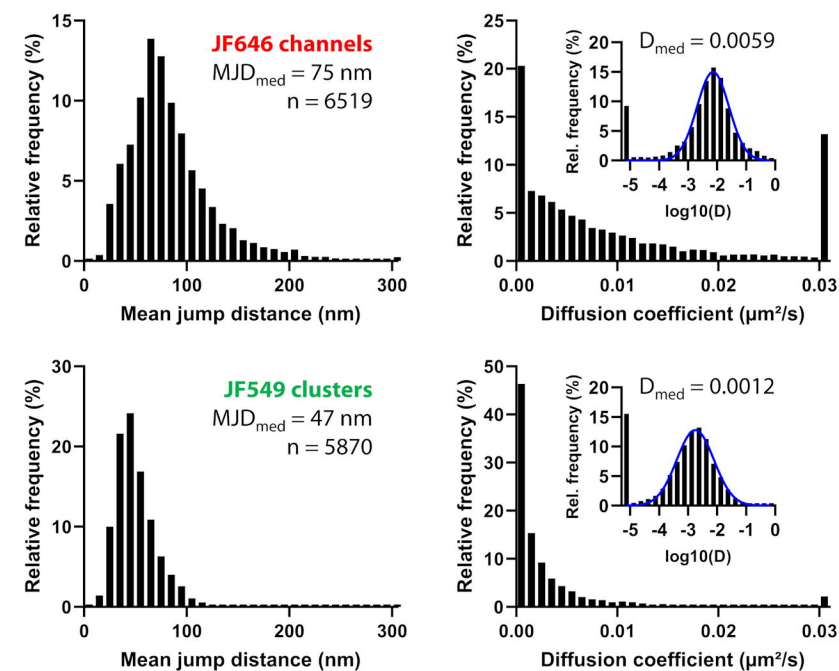 JF646 channels
MJDmed = 75 nm
n = 6519
Relative frequency (%)
15
10
5
0
0 100 200 300
Mean jump distance (nm)
Dmed = 0.0059
Relative frequency (%)
25
20
15
10
5
0
0.00 0.01 0.02 0.03
Diffusion coefficient (µm²/s)
Rel. frequency (%)
20
15
10
5
0
-5 -4 -3 -2 -1 0
log10(D)
JF549 clusters
MJDmed = 47 nm
n = 5870
Relative frequency (%)
30
20
10
0
0 100 200 300
Mean jump distance (nm)
Dmed = 0.0012
Relative frequency (%)
50
40
30
20
10
0
0.00 0.01 0.02 0.03
Diffusion coefficient (µm²/s)
Rel. frequency (%)
20
15
10
5
0
-5 -4 -3 -2 -1 0
log10(D)